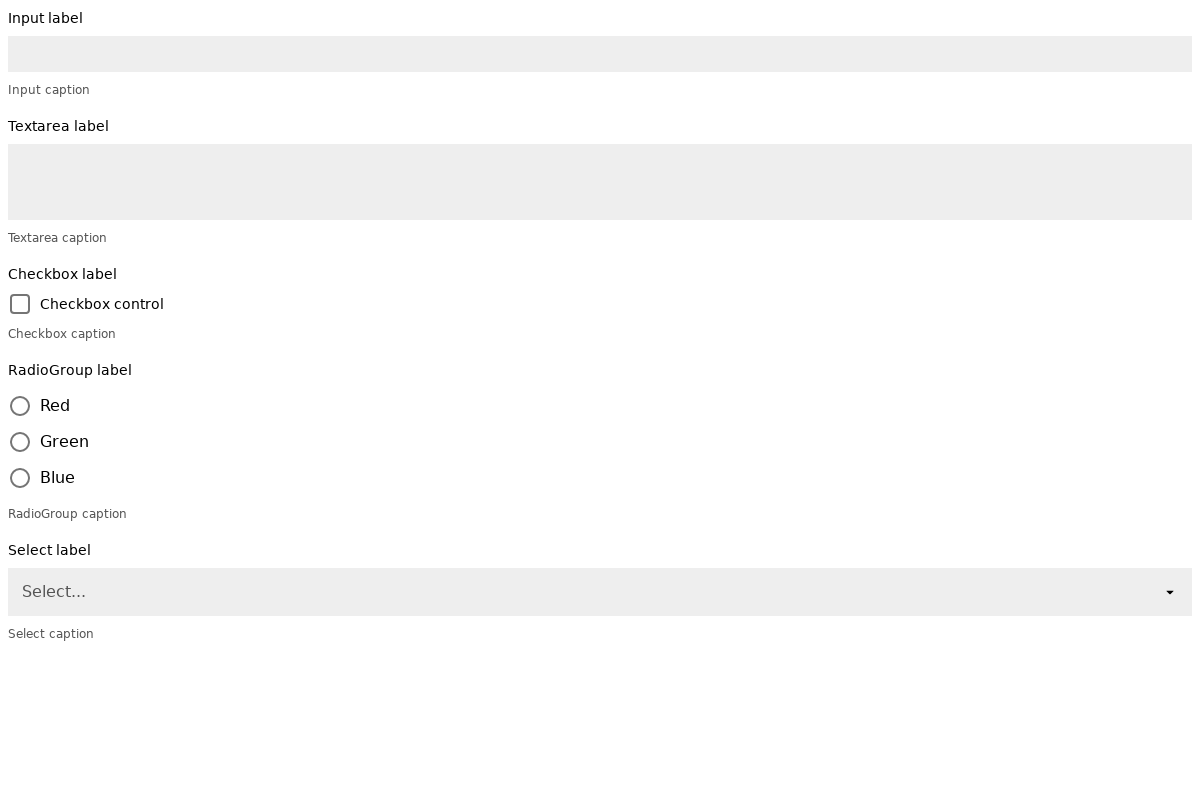 Input label
Input caption
Textarea label
Textarea caption
Checkbox label
Checkbox control
Checkbox caption
RadioGroup label
Red
Green
Blue
RadioGroup caption
Select label
Select...
Select caption